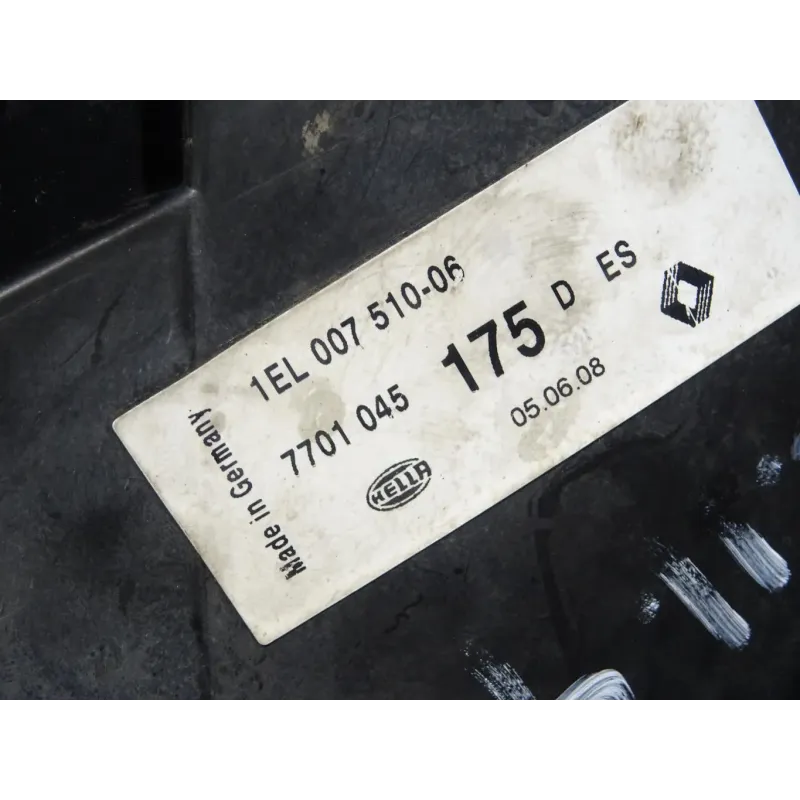 1EL 007 510-06
7701 045 175 D ES
05.06.08
HELLA
Made in Germany